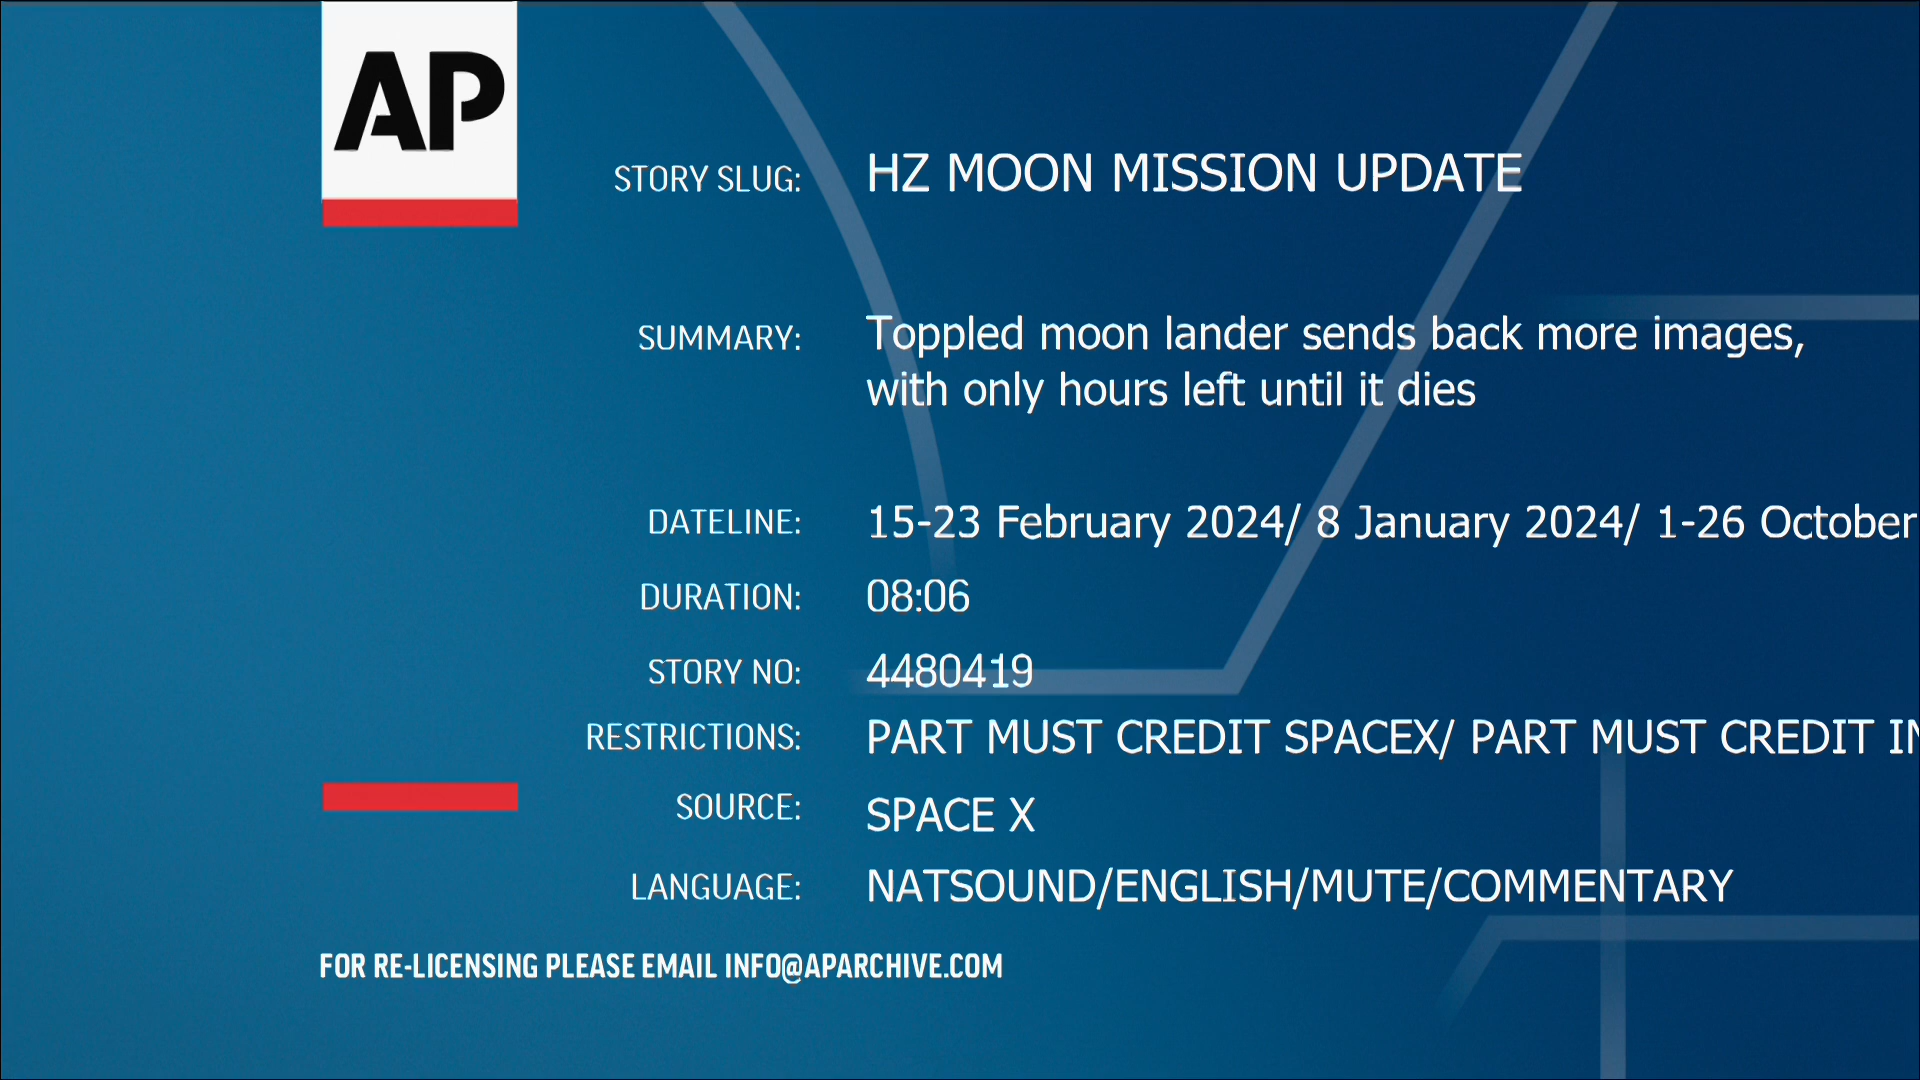 AP
STORY SLUG: HZ MOON MISSION UPDATE
SUMMARY: Toppled moon lander sends back more images,
with only hours left until it dies
DATELINE: 15-23 February 2024/ 8 January 2024/ 1-26 October
DURATION: 08:06
STORY NO: 4480419
RESTRICTIONS: PART MUST CREDIT SPACEX/ PART MUST CREDIT
SOURCE: SPACE X
LANGUAGE: NATSOUND/ENGLISH/MUTE/COMMENTARY
FOR RE-LICENSING PLEASE EMAIL INFO@APARCHIVE.COM